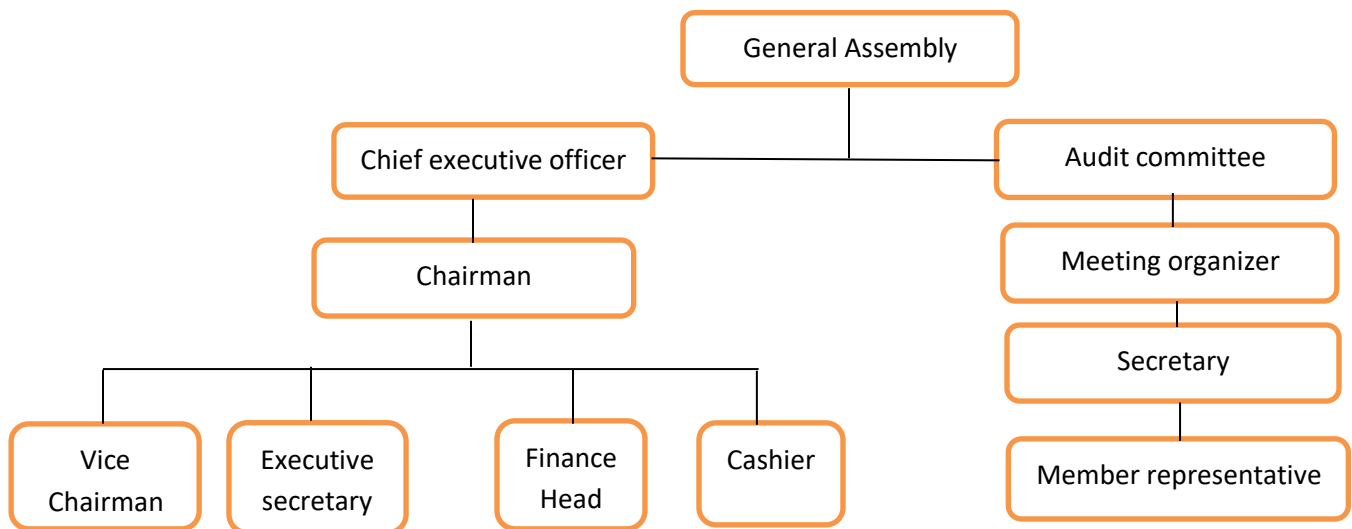 General Assembly
Chief executive officer
Audit committee
Chairman
Meeting organizer
Secretary
Vice
Chairman
Executive
secretary
Finance
Head
Cashier
Member representative